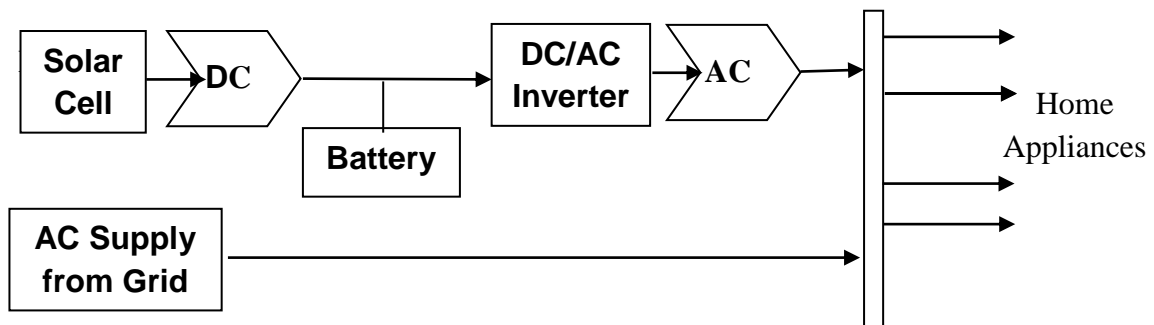 Solar
Cell
DC
DC/AC
Inverter
AC
Battery
Home
Appliances
AC Supply
from Grid